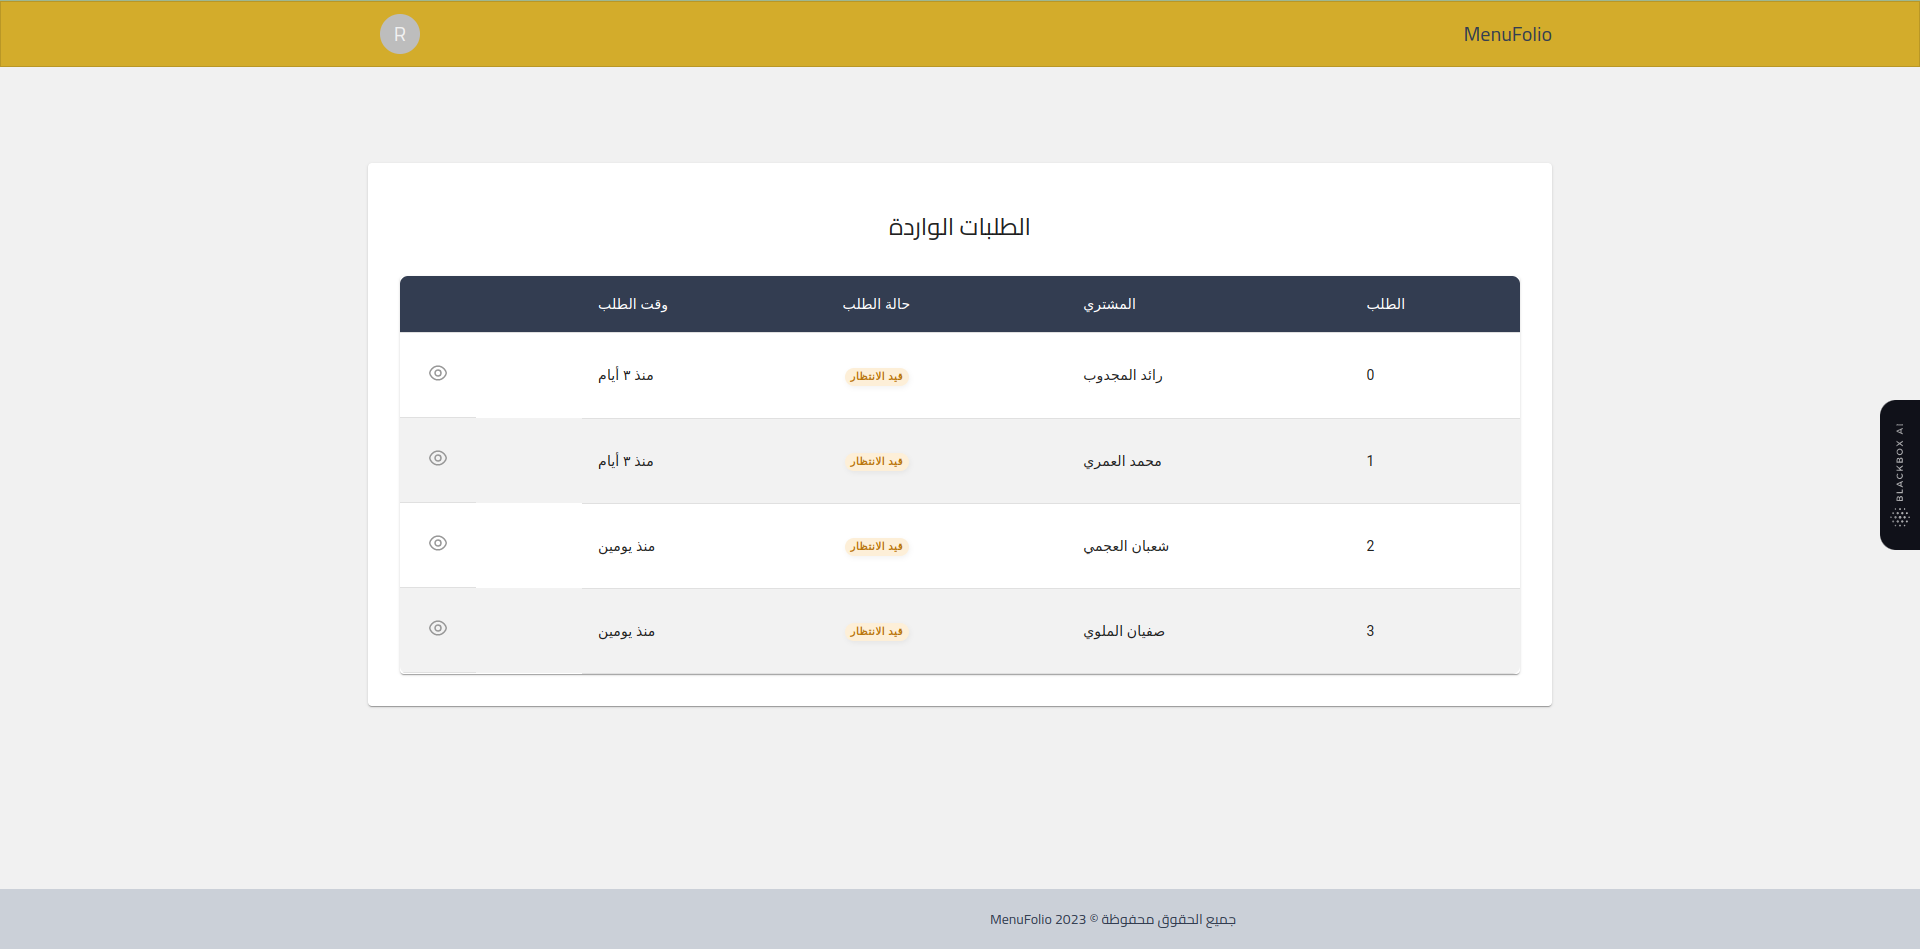 MenuFolio R
الطلبات الواردة
الطلب المشتري حالة الطلب وقت الطلب
0 رائد المجدوب قيد الانتظار منذ ٣ أيام
1 محمد العمري قيد الانتظار منذ ٣ أيام
2 شعبان العجمي قيد الانتظار منذ يومين
3 صفيان الملوي قيد الانتظار منذ يومين
BLACKBOX AI
جميع الحقوق محفوظة © MenuFolio 2023